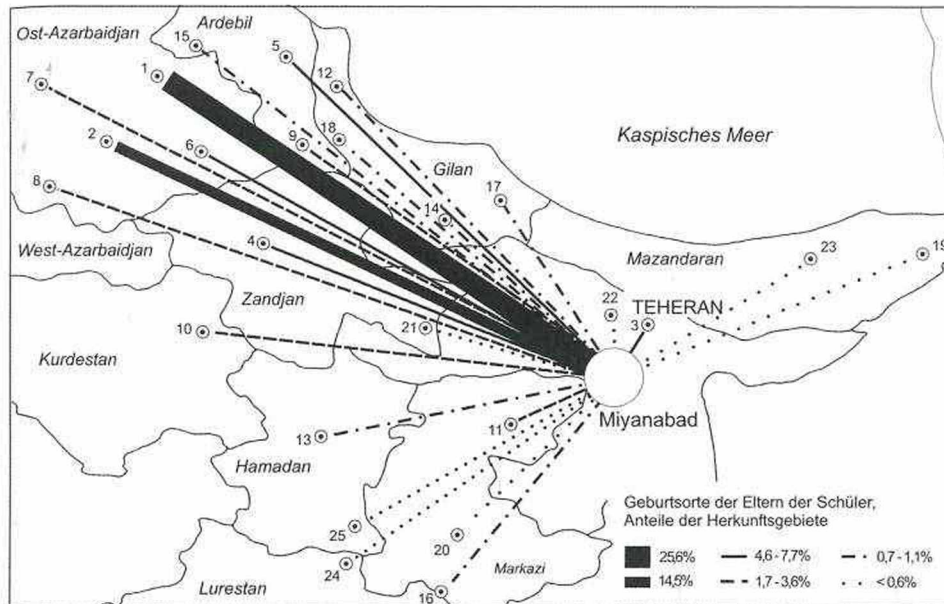 Ost-Azarbaidjan
Ardebil
15
5
7
1
12
2
6
9
18
Kaspisches Meer
8
Gilan
17
14
West-Azarbaidjan
4
Mazandaran
23
19
Zandjan
22
TEHERAN
10
21
3
Kurdestan
Miyanabad
11
13
Hamadan
Geburtsorte der Eltern der Schüler,
Anteile der Herkunftsgebiete
25
20
25,6% 4,6 - 7,7% 0,7 - 1,1%
24
Markazi
14,5% 1,7 - 3,6% <0,6%
Lurestan
16